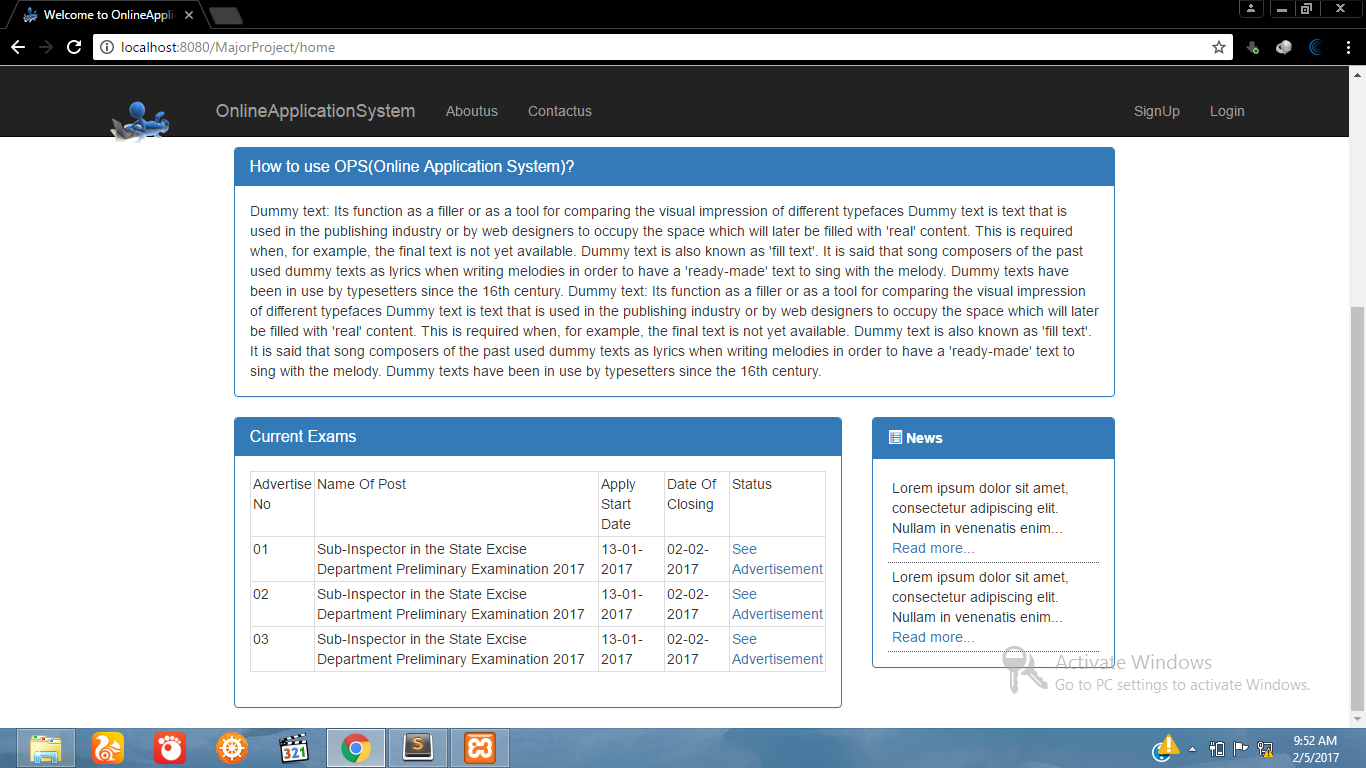 Welcome to OnlineAppli
localhost:8080/MajorProject/home
OnlineApplicationSystem Aboutus Contactus SignUp Login
How to use OPS(Online Application System)?
Dummy text: Its function as a filler or as a tool for comparing the visual impression of different typefaces Dummy text is text that is
used in the publishing industry or by web designers to occupy the space which will later be filled with 'real' content. This is required
when, for example, the final text is not yet available. Dummy text is also known as 'fill text'. It is said that song composers of the past
used dummy texts as lyrics when writing melodies in order to have a 'ready-made' text to sing with the melody. Dummy texts have
been in use by typesetters since the 16th century. Dummy text: Its function as a filler or as a tool for comparing the visual impression
of different typefaces Dummy text is text that is used in the publishing industry or by web designers to occupy the space which will later
be filled with 'real' content. This is required when, for example, the final text is not yet available. Dummy text is also known as 'fill text'.
It is said that song composers of the past used dummy texts as lyrics when writing melodies in order to have a 'ready-made' text to
sing with the melody. Dummy texts have been in use by typesetters since the 16th century.
Current Exams
Advertise Name Of Post Apply Date Of Status
No Start Closing
Date
01 Sub-Inspector in the State Excise 13-01- 02-02- See
Department Preliminary Examination 2017 2017 2017 Advertisement
02 Sub-Inspector in the State Excise 13-01- 02-02- See
Department Preliminary Examination 2017 2017 2017 Advertisement
03 Sub-Inspector in the State Excise 13-01- 02-02- See
Department Preliminary Examination 2017 2017 2017 Advertisement
News
Lorem ipsum dolor sit amet,
consectetur adipiscing elit.
Nullam in venenatis enim...
Read more...
Lorem ipsum dolor sit amet,
consectetur adipiscing elit.
Nullam in venenatis enim...
Read more...
Activate Windows
Go to PC settings to activate Windows.
321
S
9:52 AM
2/5/2017